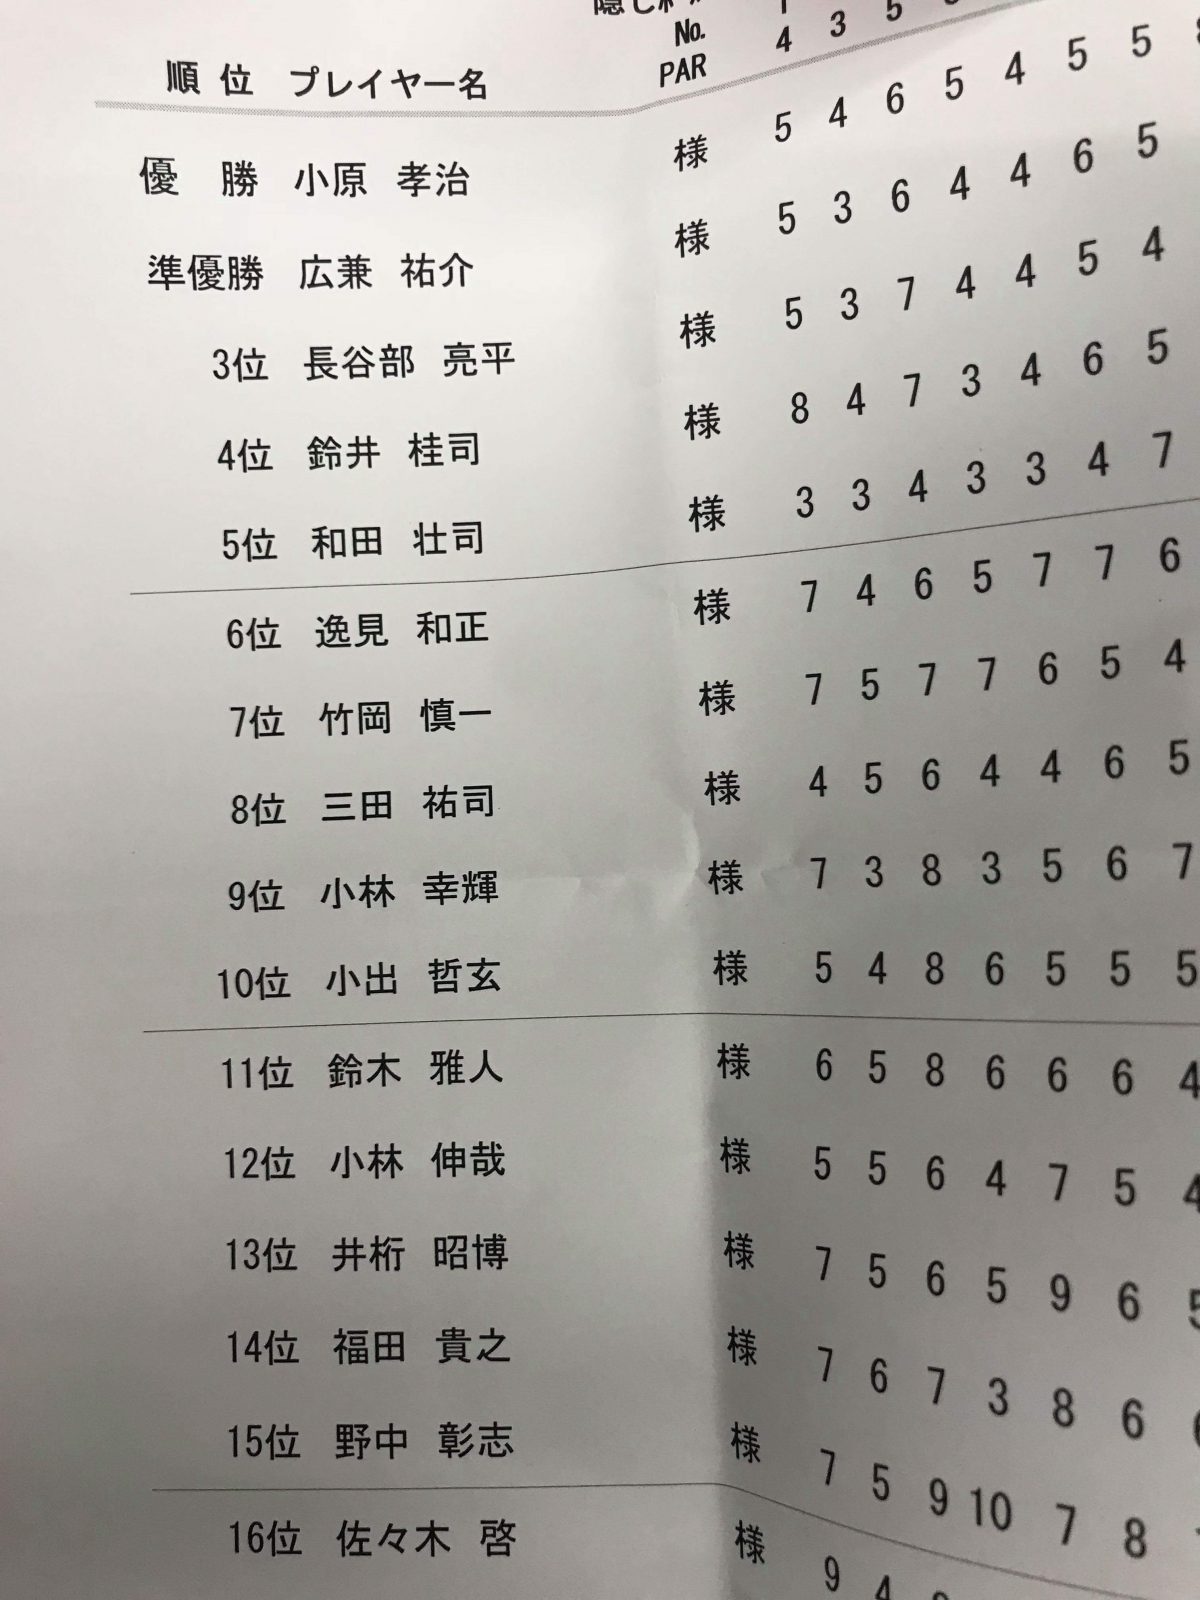 No.
順位 プレイヤー名 PAR 4 3 5
優勝 小原 孝治 様 5 4 6 5 4 5 5
準優勝 広兼 祐介 様 5 3 6 4 4 6 5
3位 長谷部 亮平 様 5 3 7 4 4 5 4
4位 鈴井 桂司 様 8 4 7 3 4 6 5
5位 和田 壮司 様 3 3 4 3 3 4 7
6位 逸見 和正 様 7 4 6 5 7 7 6
7位 竹岡 慎一 様 7 5 7 7 6 5 4
8位 三田 祐司 様 4 5 6 4 4 6 5
9位 小林 幸輝 様 7 3 8 3 5 6 7
10位 小出 哲玄 様 5 4 8 6 5 5 5
11位 鈴木 雅人 様 6 5 8 6 6 6 4
12位 小林 伸哉 様 5 5 6 4 7 5 4
13位 井桁 昭博 様 7 5 6 5 9 6 5
14位 福田 貴之 様 7 6 7 3 8 6
15位 野中 彰志 様 7 5 9 10 7 8
16位 佐々木 啓 様 9 4